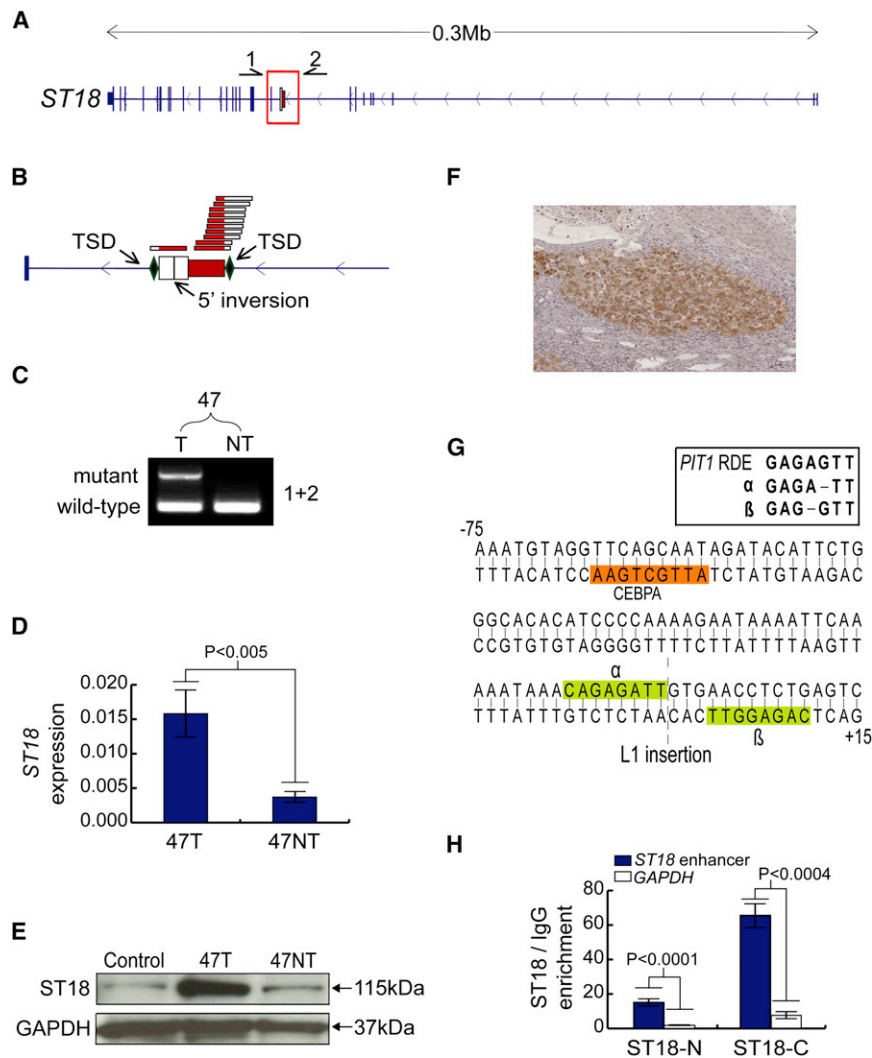 A
0.3Mb
1 2
ST18
B
TSD
TSD
5' inversion
C
47
T NT
mutant
wild-type
1+2
D
P<0.005
0.020
0.015
0.010
0.005
0.000
ST18
expression
47T 47NT
E
Control 47T 47NT
ST18 115kDa
GAPDH 37kDa
F
G
PIT1 RDE GAGAGTT
α GAGA–TT
ß GAG–GTT
-75
AAATGTAGGTTCAGCAATAGATACATTCTG
TTTACATCCAAGTCGTTATCTATGTAAGAC
CEBPA
GGCACACATCCCCAAAAGAATAAAATTCAA
CCGTGTGTAGGGGTTTTCTTATTTTAAGTT
α
AAATAAACAGAGATTGTGAACCTCTGAGTC
TTTATTTGTCTCTAACACTTGGAGACTCAG
ß
+15
L1 insertion
H
ST18 enhancer
GAPDH
P<0.0004
P<0.0001
80
60
40
20
0
ST18 / IgG
enrichment
ST18-N ST18-C